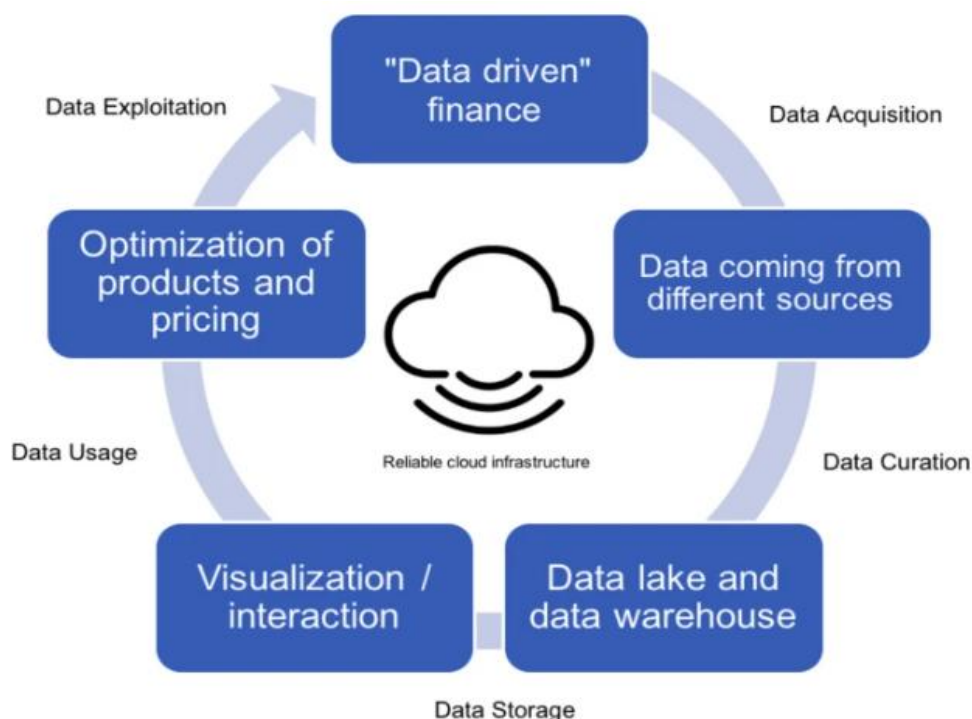 "Data driven"
finance
Data Exploitation
Data Acquisition
Optimization of
products and
pricing
Data coming from
different sources
Reliable cloud infrastructure
Data Usage
Data Curation
Visualization /
interaction
Data lake and
data warehouse
Data Storage